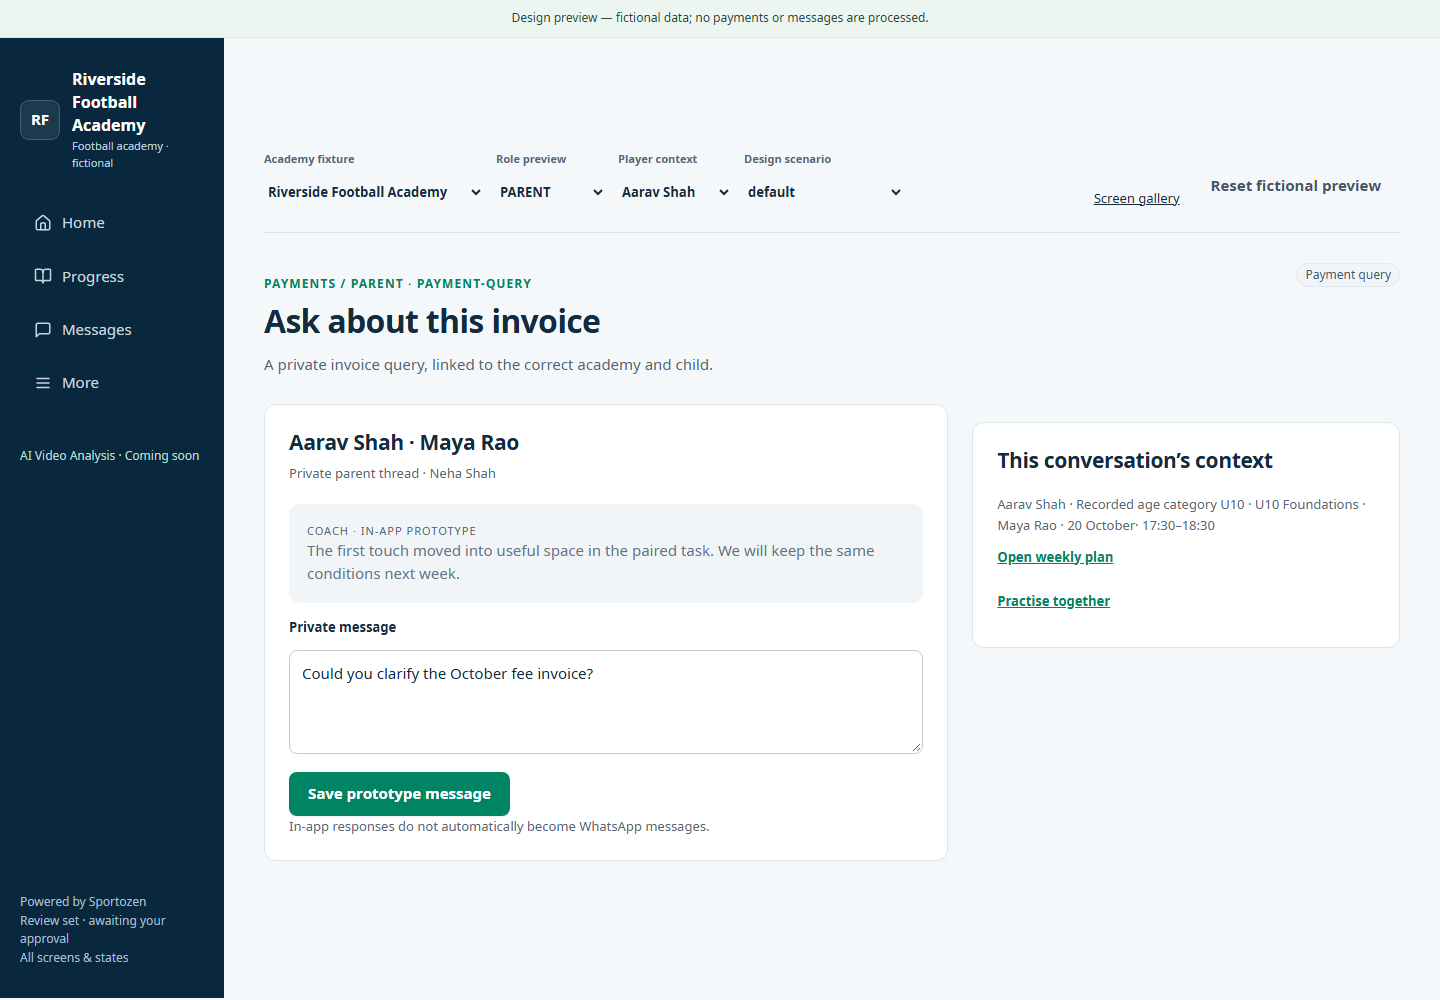 Design preview — fictional data; no payments or messages are processed.
RF
Riverside
Football
Academy
Football academy ·
fictional
Home
Progress
Messages
More
AI Video Analysis · Coming soon
Powered by Sportozen
Review set · awaiting your
approval
All screens & states
Academy fixture
Riverside Football Academy
Role preview
PARENT
Player context
Aarav Shah
Design scenario
default
Screen gallery
Reset fictional preview
PAYMENTS / PARENT · PAYMENT-QUERY
Payment query
Ask about this invoice
A private invoice query, linked to the correct academy and child.
Aarav Shah · Maya Rao
Private parent thread · Neha Shah
COACH · IN-APP PROTOTYPE
The first touch moved into useful space in the paired task. We will keep the same
conditions next week.
Private message
Could you clarify the October fee invoice?
Save prototype message
In-app responses do not automatically become WhatsApp messages.
This conversation’s context
Aarav Shah · Recorded age category U10 · U10 Foundations ·
Maya Rao · 20 October· 17:30–18:30
Open weekly plan
Practise together